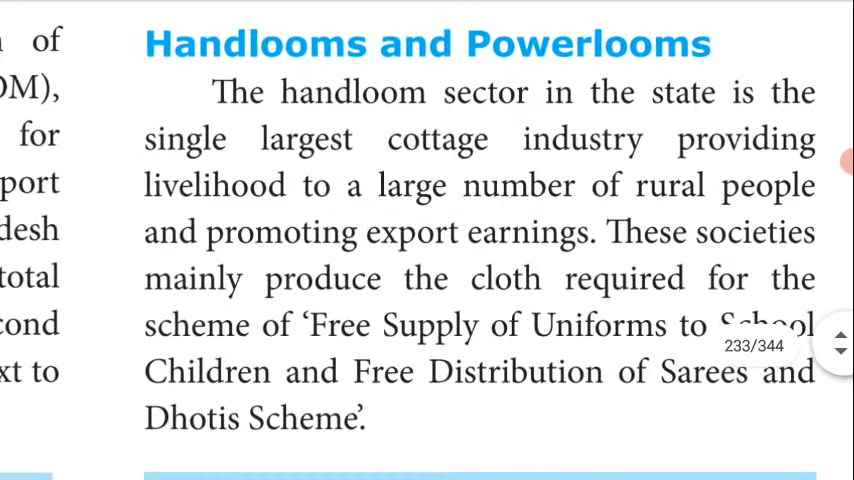 of
OM),
for
port
desh
total
cond
xt to
Handlooms and Powerlooms
The handloom sector in the state is the
single largest cottage industry providing
livelihood to a large number of rural people
and promoting export earnings. These societies
mainly produce the cloth required for the
scheme of ‘Free Supply of Uniforms to School
Children and Free Distribution of Sarees and
Dhotis Scheme’.
233/344